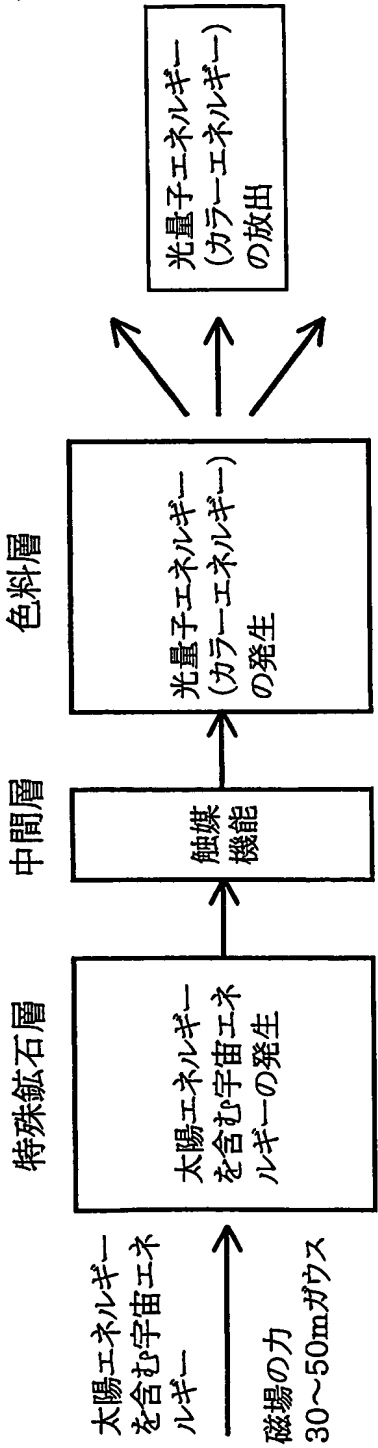 太陽エネルギー
を含む宇宙エネ
ルギー
磁場の力
30〜50mガウス
特殊鉱石層
太陽エネルギー
を含む宇宙エネ
ルギーの発生
中間層
触媒
機能
色料層
光量子エネルギー
(カラーエネルギー)
の発生
光量子エネルギー
(カラーエネルギー)
の放出